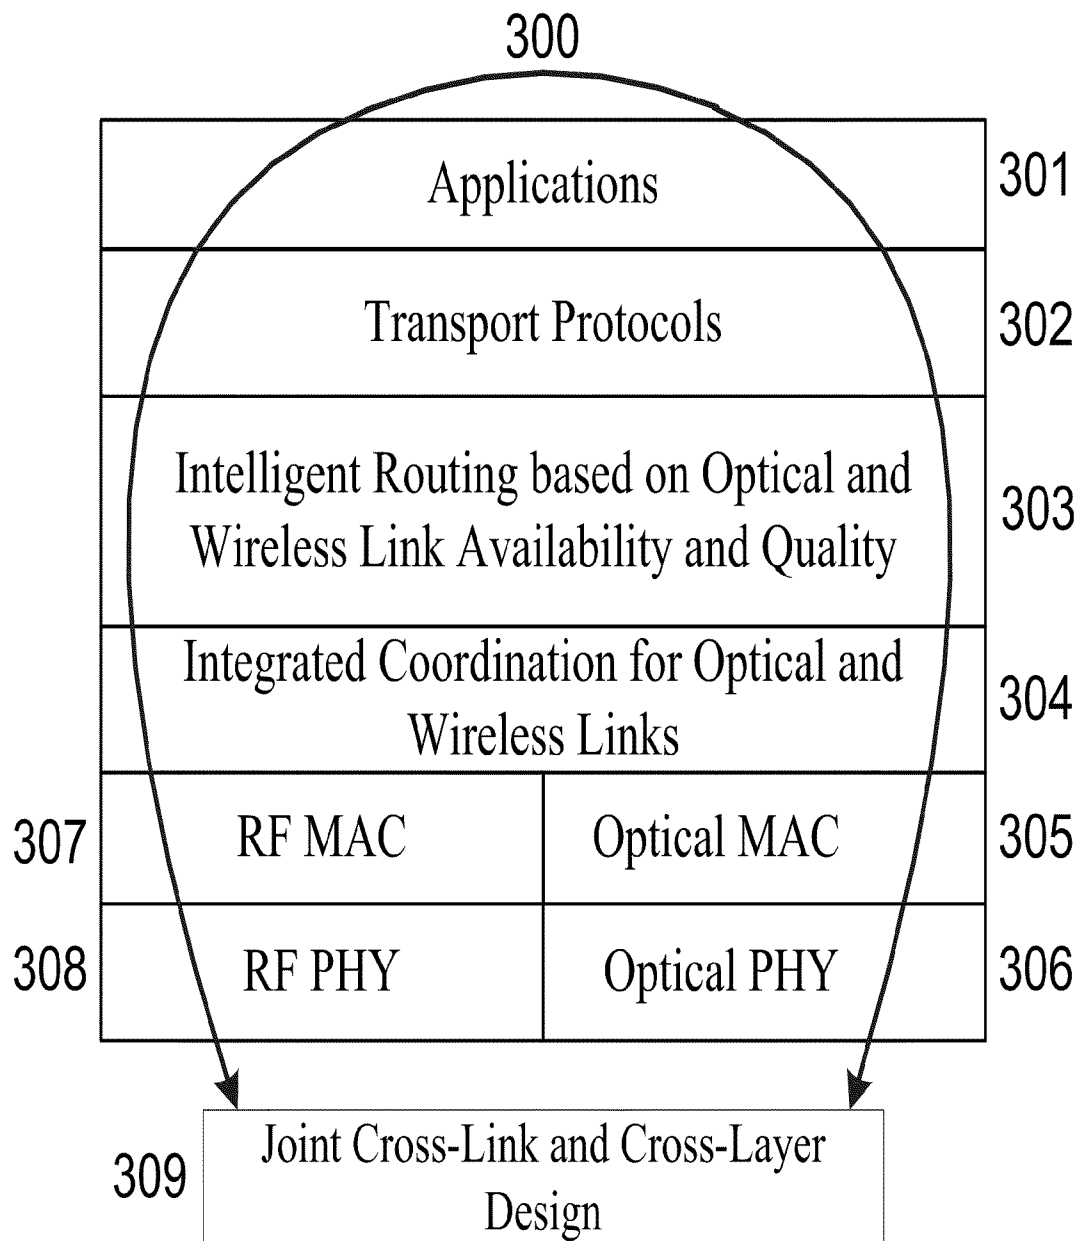 300
Applications
301
Transport Protocols
302
Intelligent Routing based on Optical and
Wireless Link Availability and Quality
303
Integrated Coordination for Optical and
Wireless Links
304
307
RF MAC
Optical MAC
305
308
RF PHY
Optical PHY
306
309
Joint Cross-Link and Cross-Layer
Design